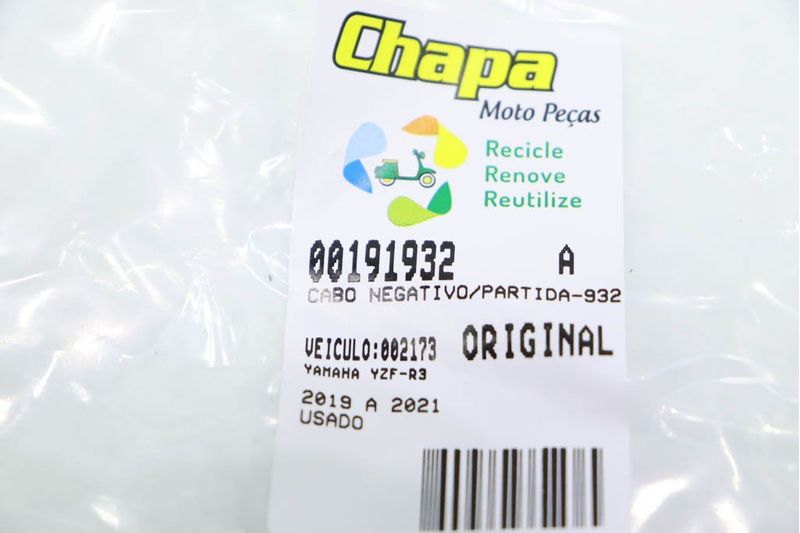 Chapa
Moto Peças
Recicle
Renove
Reutilize
00191932 A
CABO NEGATIVO/PARTIDA-932
VEICULO:002173 ORIGINAL
YAMAHA YZF-R3
2019 A 2021
USADO